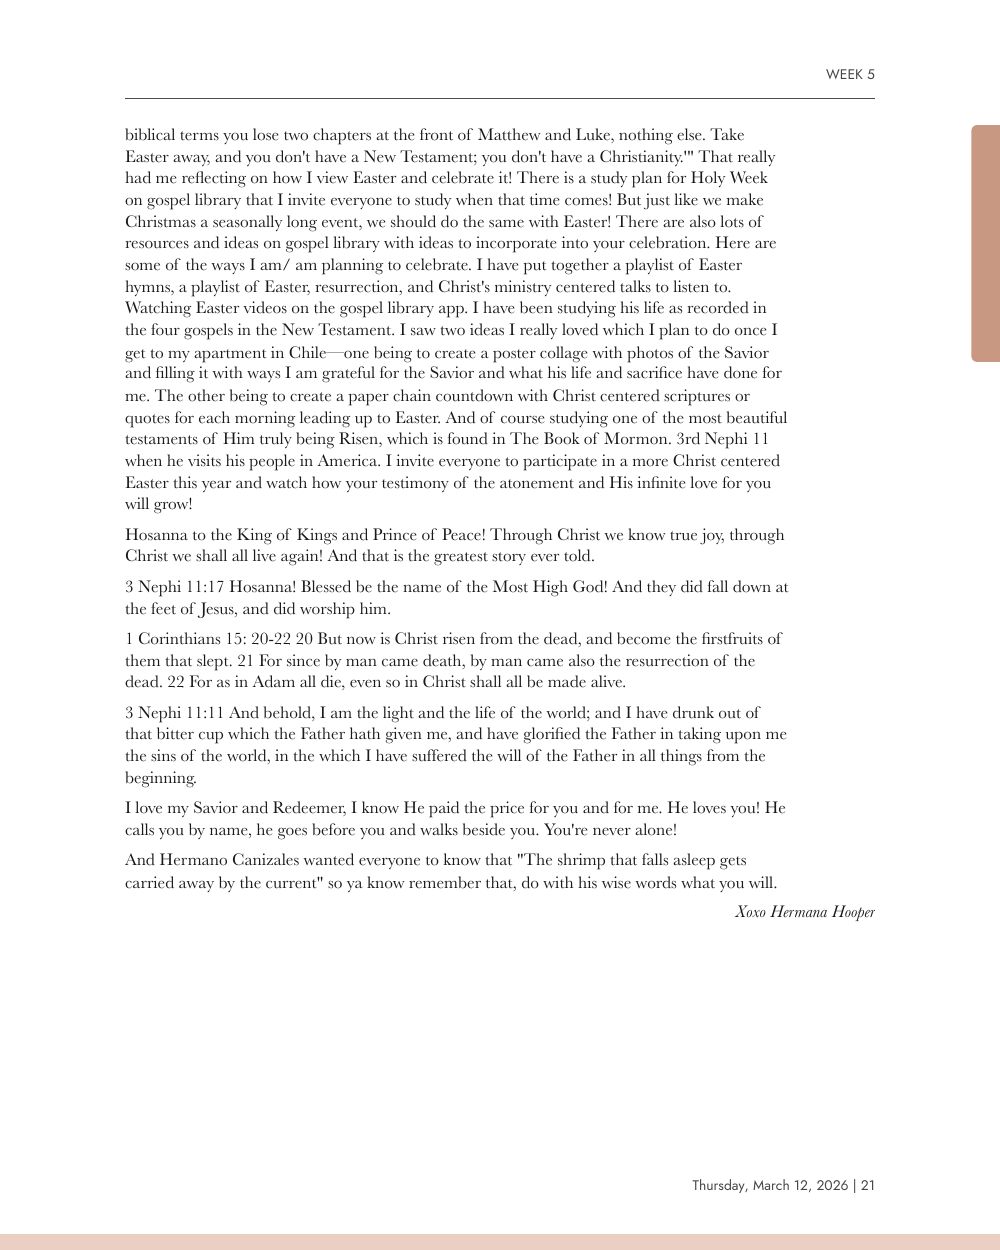 WEEK 5
biblical terms you lose two chapters at the front of Matthew and Luke, nothing else. Take
Easter away, and you don't have a New Testament; you don't have a Christianity.'" That really
had me reflecting on how I view Easter and celebrate it! There is a study plan for Holy Week
on gospel library that I invite everyone to study when that time comes! But just like we make
Christmas a seasonally long event, we should do the same with Easter! There are also lots of
resources and ideas on gospel library with ideas to incorporate into your celebration. Here are
some of the ways I am/ am planning to celebrate. I have put together a playlist of Easter
hymns, a playlist of Easter, resurrection, and Christ's ministry centered talks to listen to.
Watching Easter videos on the gospel library app. I have been studying his life as recorded in
the four gospels in the New Testament. I saw two ideas I really loved which I plan to do once I
get to my apartment in Chile—one being to create a poster collage with photos of the Savior
and filling it with ways I am grateful for the Savior and what his life and sacrifice have done for
me. The other being to create a paper chain countdown with Christ centered scriptures or
quotes for each morning leading up to Easter. And of course studying one of the most beautiful
testaments of Him truly being Risen, which is found in The Book of Mormon. 3rd Nephi 11
when he visits his people in America. I invite everyone to participate in a more Christ centered
Easter this year and watch how your testimony of the atonement and His infinite love for you
will grow!
Hosanna to the King of Kings and Prince of Peace! Through Christ we know true joy, through
Christ we shall all live again! And that is the greatest story ever told.
3 Nephi 11:17 Hosanna! Blessed be the name of the Most High God! And they did fall down at
the feet of Jesus, and did worship him.
1 Corinthians 15: 20-22 20 But now is Christ risen from the dead, and become the firstfruits of
them that slept. 21 For since by man came death, by man came also the resurrection of the
dead. 22 For as in Adam all die, even so in Christ shall all be made alive.
3 Nephi 11:11 And behold, I am the light and the life of the world; and I have drunk out of
that bitter cup which the Father hath given me, and have glorified the Father in taking upon me
the sins of the world, in the which I have suffered the will of the Father in all things from the
beginning.
I love my Savior and Redeemer, I know He paid the price for you and for me. He loves you! He
calls you by name, he goes before you and walks beside you. You're never alone!
And Hermano Canizales wanted everyone to know that "The shrimp that falls asleep gets
carried away by the current" so ya know remember that, do with his wise words what you will.
Xoxo Hermana Hooper
Thursday, March 12, 2026 | 21